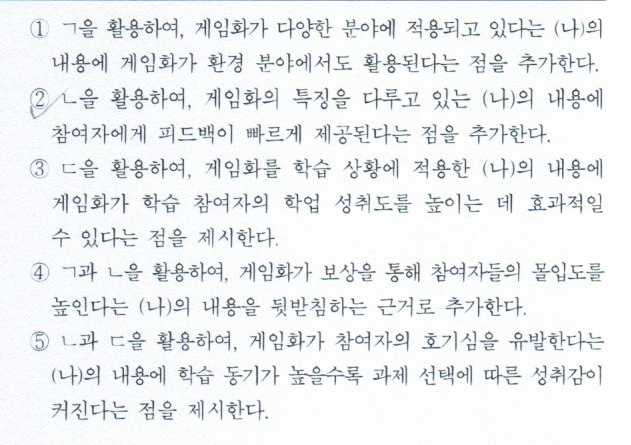 ① ㄱ을 활용하여, 게임화가 다양한 분야에 적용되고 있다는 (나)의
내용에 게임화가 환경 분야에서도 활용된다는 점을 추가한다.
② ㄴ을 활용하여, 게임화의 특징을 다루고 있는 (나)의 내용에
참여자에게 피드백이 빠르게 제공된다는 점을 추가한다.
③ ㄷ을 활용하여, 게임화를 학습 상황에 적용한 (나)의 내용에
게임화가 학습 참여자의 학업 성취도를 높이는 데 효과적일
수 있다는 점을 제시한다.
④ ㄱ과 ㄴ을 활용하여, 게임화가 보상을 통해 참여자들의 몰입도를
높인다는 (나)의 내용을 뒷받침하는 근거로 추가한다.
⑤ ㄴ과 ㄷ을 활용하여, 게임화가 참여자의 호기심을 유발한다는
(나)의 내용에 학습 동기가 높을수록 과제 선택에 따른 성취감이
커진다는 점을 제시한다.